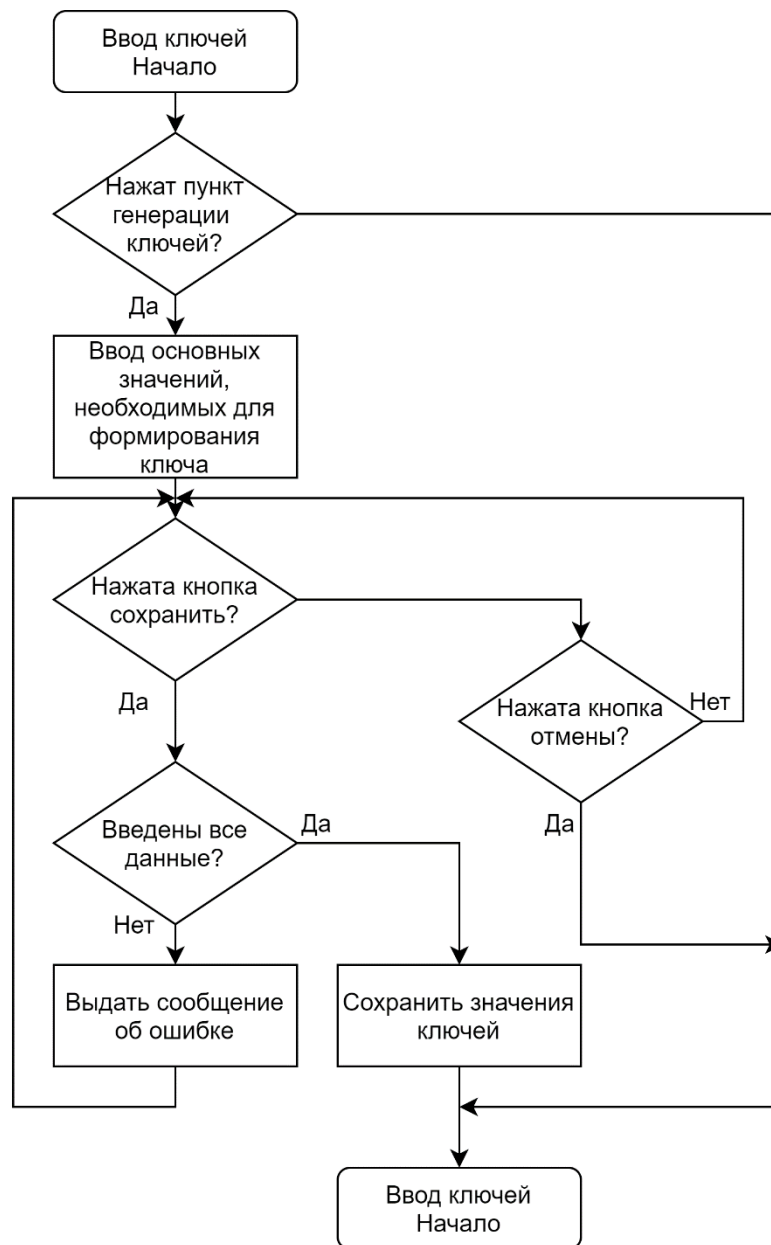 Ввод ключей
Начало
Нажат пункт
генерации
ключей?
Да
Ввод основных
значений,
необходимых для
формирования
ключа
Нажата кнопка
сохранить?
Да
Нажата кнопка
отмены?
Нет
Да
Введены все
данные?
Да
Нет
Выдать сообщение
об ошибке
Сохранить значения
ключей
Ввод ключей
Начало